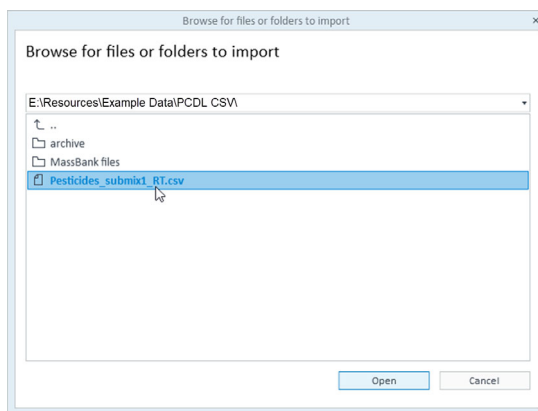 Browse for files or folders to import
Browse for files or folders to import
E:\Resources\Example Data\PCDL CSV\
..
archive
MassBank files
Pesticides_submix1_RT.csv
Open Cancel